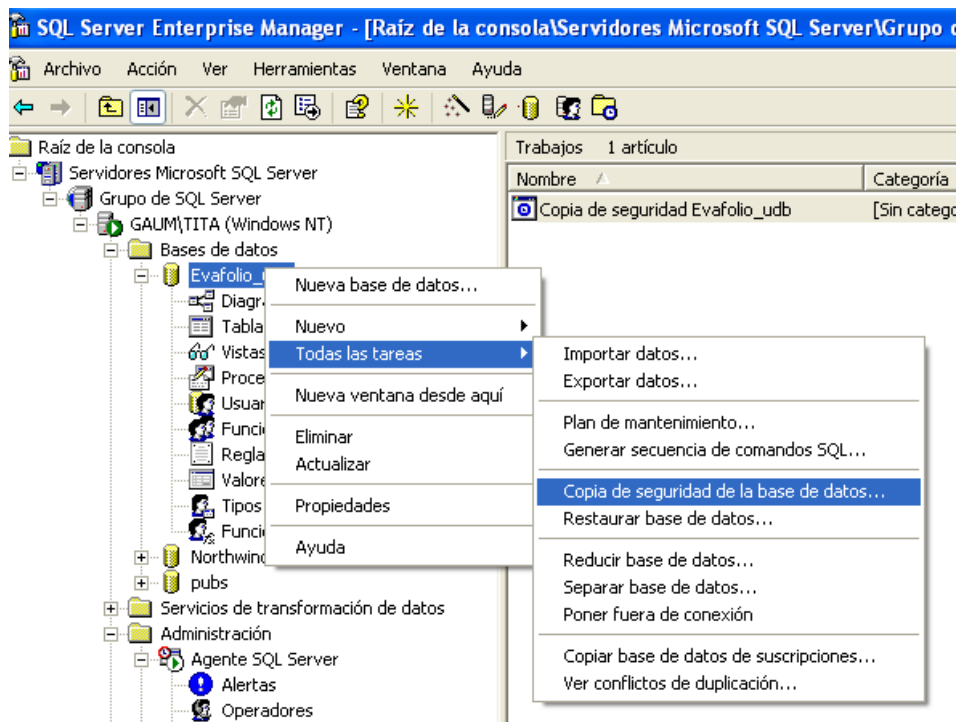 SQL Server Enterprise Manager - [Raíz de la consola\Servidores Microsoft SQL Server\Grupo
Archivo Acción Ver Herramientas Ventana Ayuda
Raíz de la consola
Servidores Microsoft SQL Server
Grupo de SQL Server
GAUM\TITA (Windows NT)
Bases de datos
Evafolio_
Diagr
Tabla
Vistas
Proce
Usuar
Funci
Regla
Valore
Tipos
Funci
Northwind
pubs
Servicios de transformación de datos
Administración
Agente SQL Server
Alertas
Operadores
Trabajos 1 artículo
Nombre Categoría
Copia de seguridad Evafolio_udb [Sin catego
Nueva base de datos...
Nuevo
Todas las tareas
Nueva ventana desde aquí
Eliminar
Actualizar
Propiedades
Ayuda
Importar datos...
Exportar datos...
Plan de mantenimiento...
Generar secuencia de comandos SQL...
Copia de seguridad de la base de datos...
Restaurar base de datos...
Reducir base de datos...
Separar base de datos...
Poner fuera de conexión
Copiar base de datos de suscripciones...
Ver conflictos de duplicación...